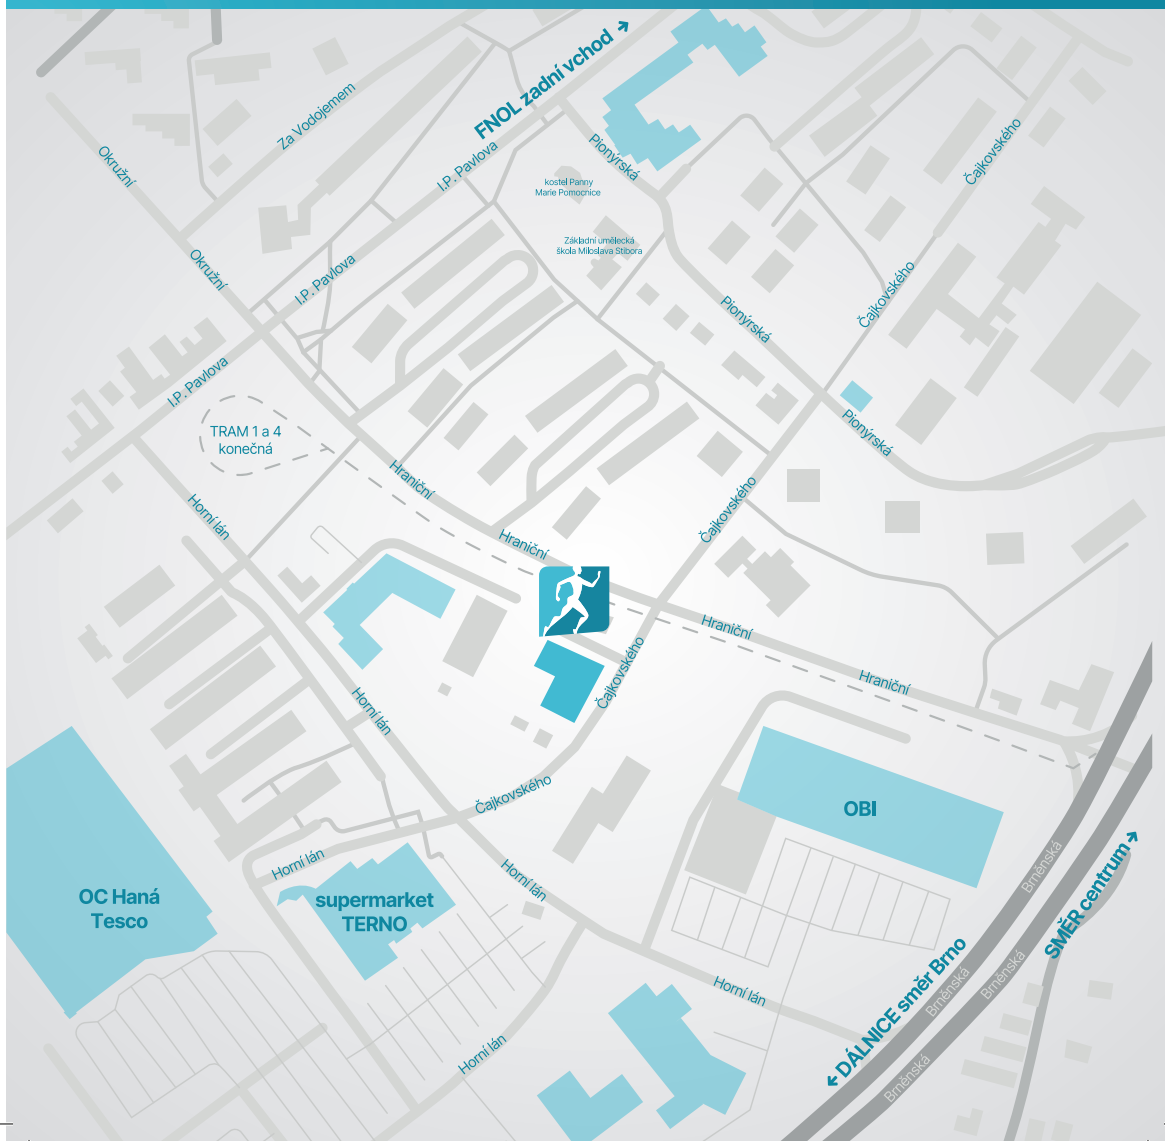 FNOL zadní vchod →
Za Vodojemem
Okružní
I.P. Pavlova
Pionýrská
Čajkovského
kostel Panny
Marie Pomocnice
Základní umělecká
škola Miloslava Stibora
Okružní
I.P. Pavlova
Čajkovského
Pionýrská
I.P. Pavlova
TRAM 1 a 4
konečná
Pionýrská
Hraniční
Horní lán
Čajkovského
Hraniční
Hraniční
Čajkovského
Hraniční
Horní lán
Čajkovského
OBI
Horní lán
Horní lán
Brněnská
OC Haná
Tesco
supermarket
TERNO
SMĚR centrum →
Brněnská
Brněnská
Horní lán
← DÁLNICE směr Brno
Horní lán
Brněnská